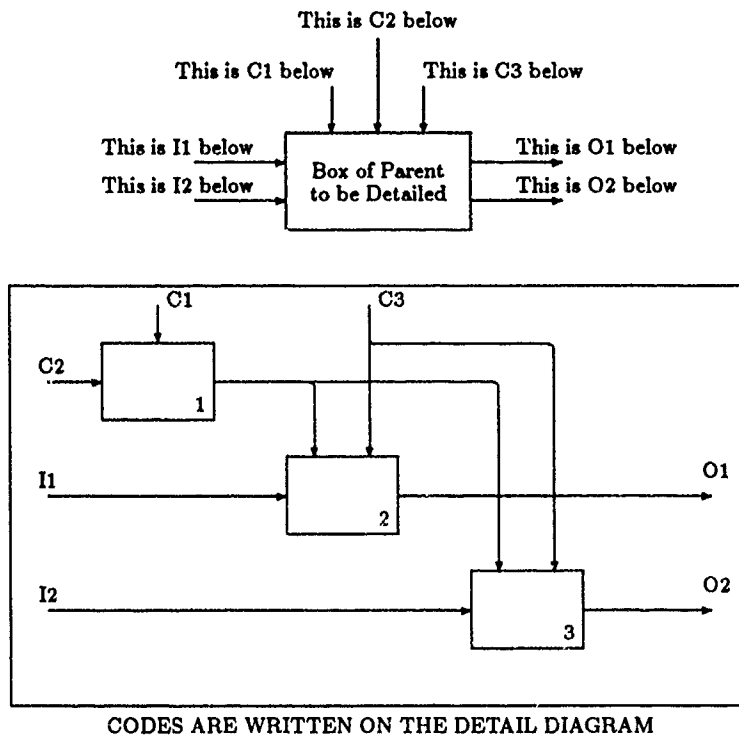 This is C2 below
This is C1 below
This is C3 below
This is I1 below
This is O1 below
Box of Parent
This is I2 below
This is O2 below
to be Detailed
C1
C3
C2
1
I1
O1
2
I2
O2
3
CODES ARE WRITTEN ON THE DETAIL DIAGRAM